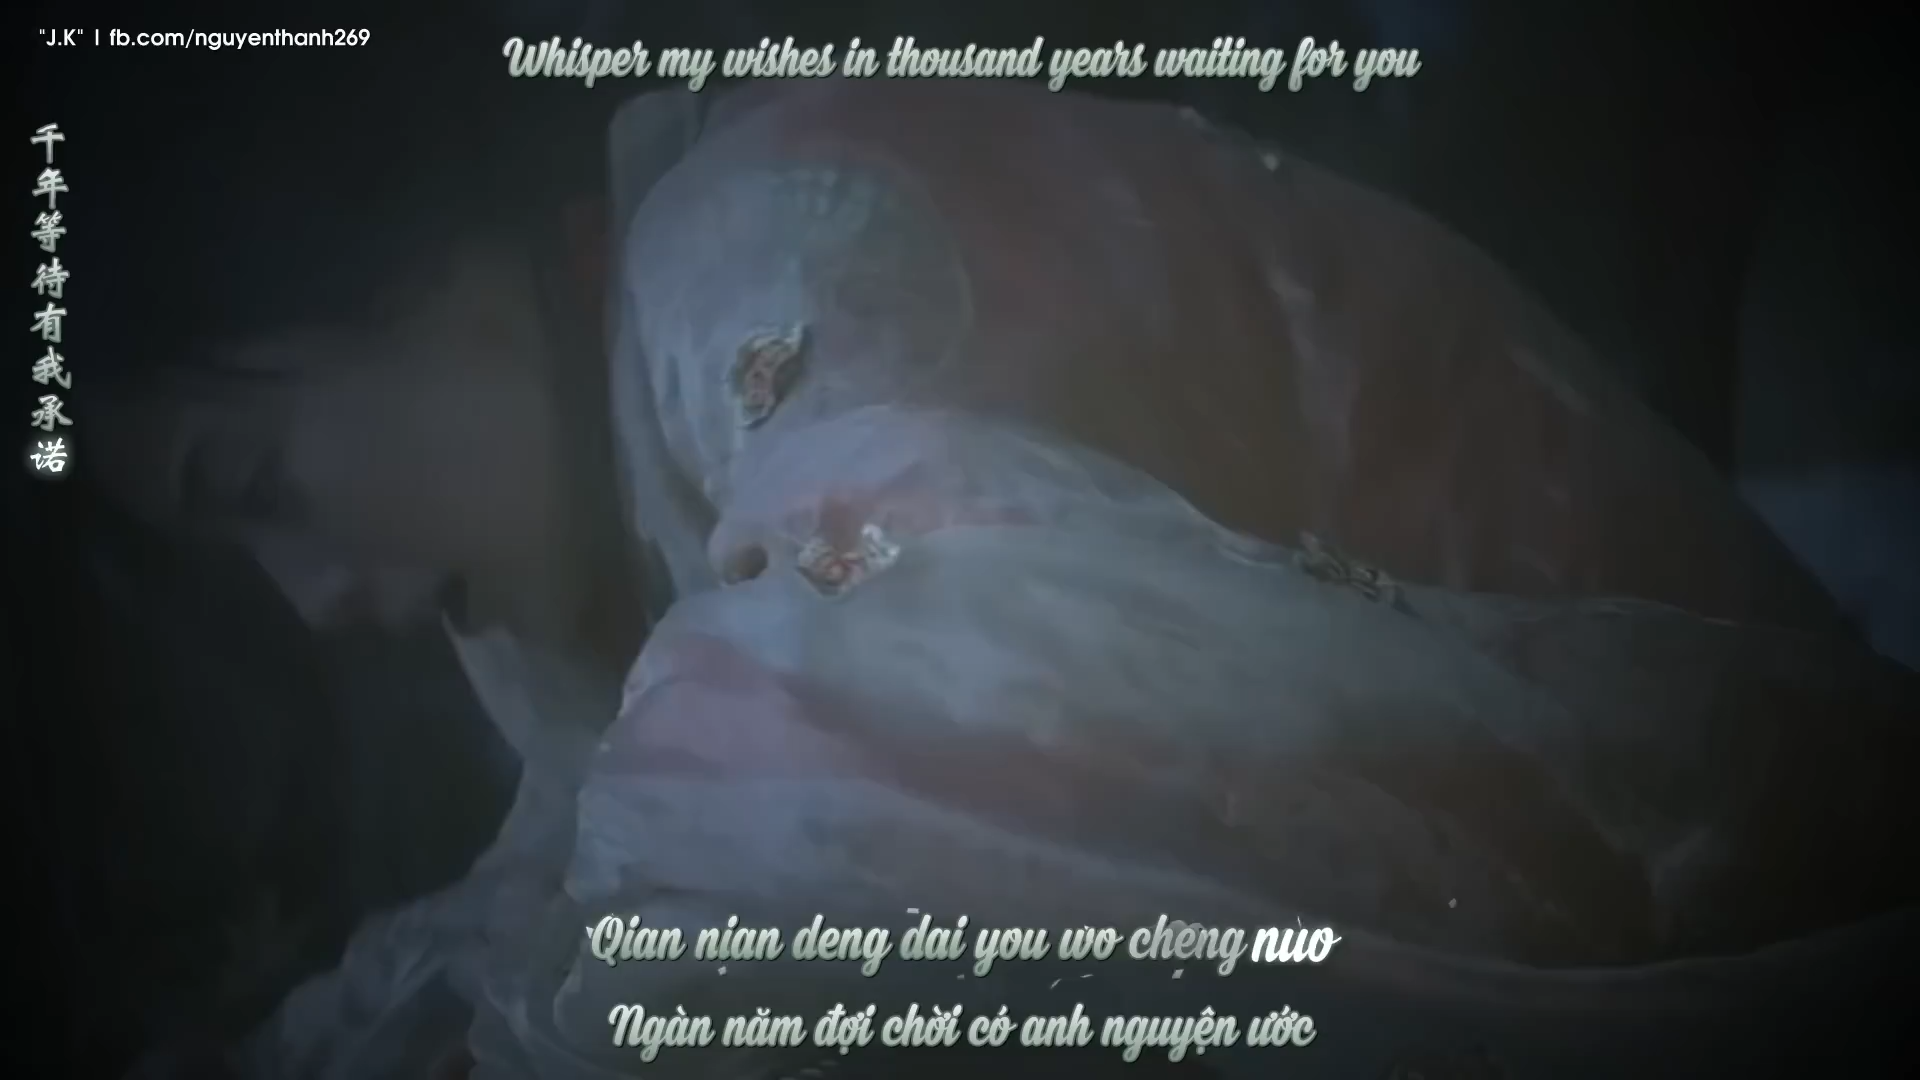 "J.K" | fb.com/nguyenthanh269
Whisper my wishes in thousand years waiting for you
千年等待有我承诺
Qian nian deng dai you wo cheng nuo
Ngàn năm đợi chời có anh nguyện ước